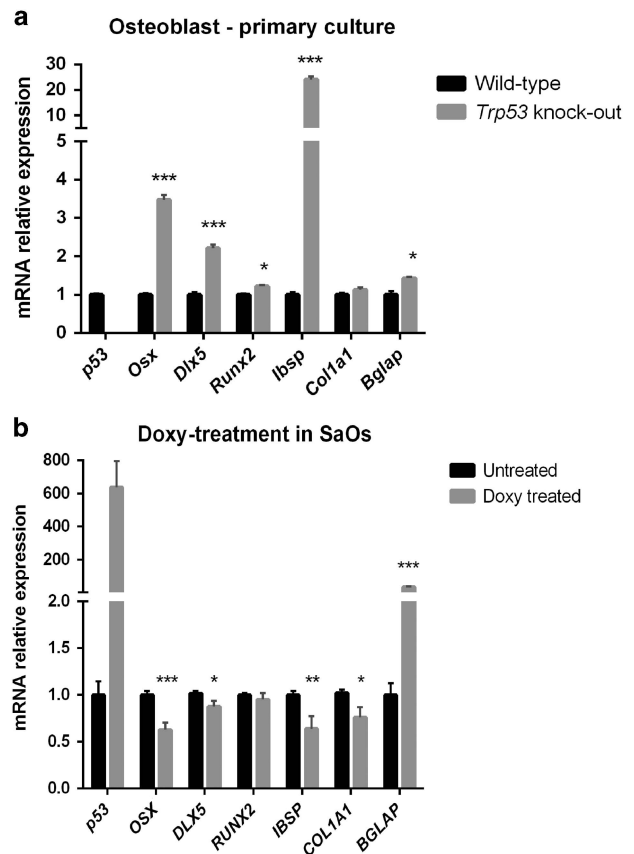 a
Osteoblast - primary culture
mRNA relative expression
30
20
10
5
4
3
2
1
0
***
***
*
***
*
p53
Osx
Dlx5
Runx2
Ibsp
Col1a1
Bglap
Wild-type
Trp53 knock-out
b
Doxy-treatment in SaOs
mRNA relative expression
800
600
400
200
2.0
1.5
1.0
0.5
0.0
***
*
**
*
***
p53
OSX
DLX5
RUNX2
IBSP
COL1A1
BGLAP
Untreated
Doxy treated